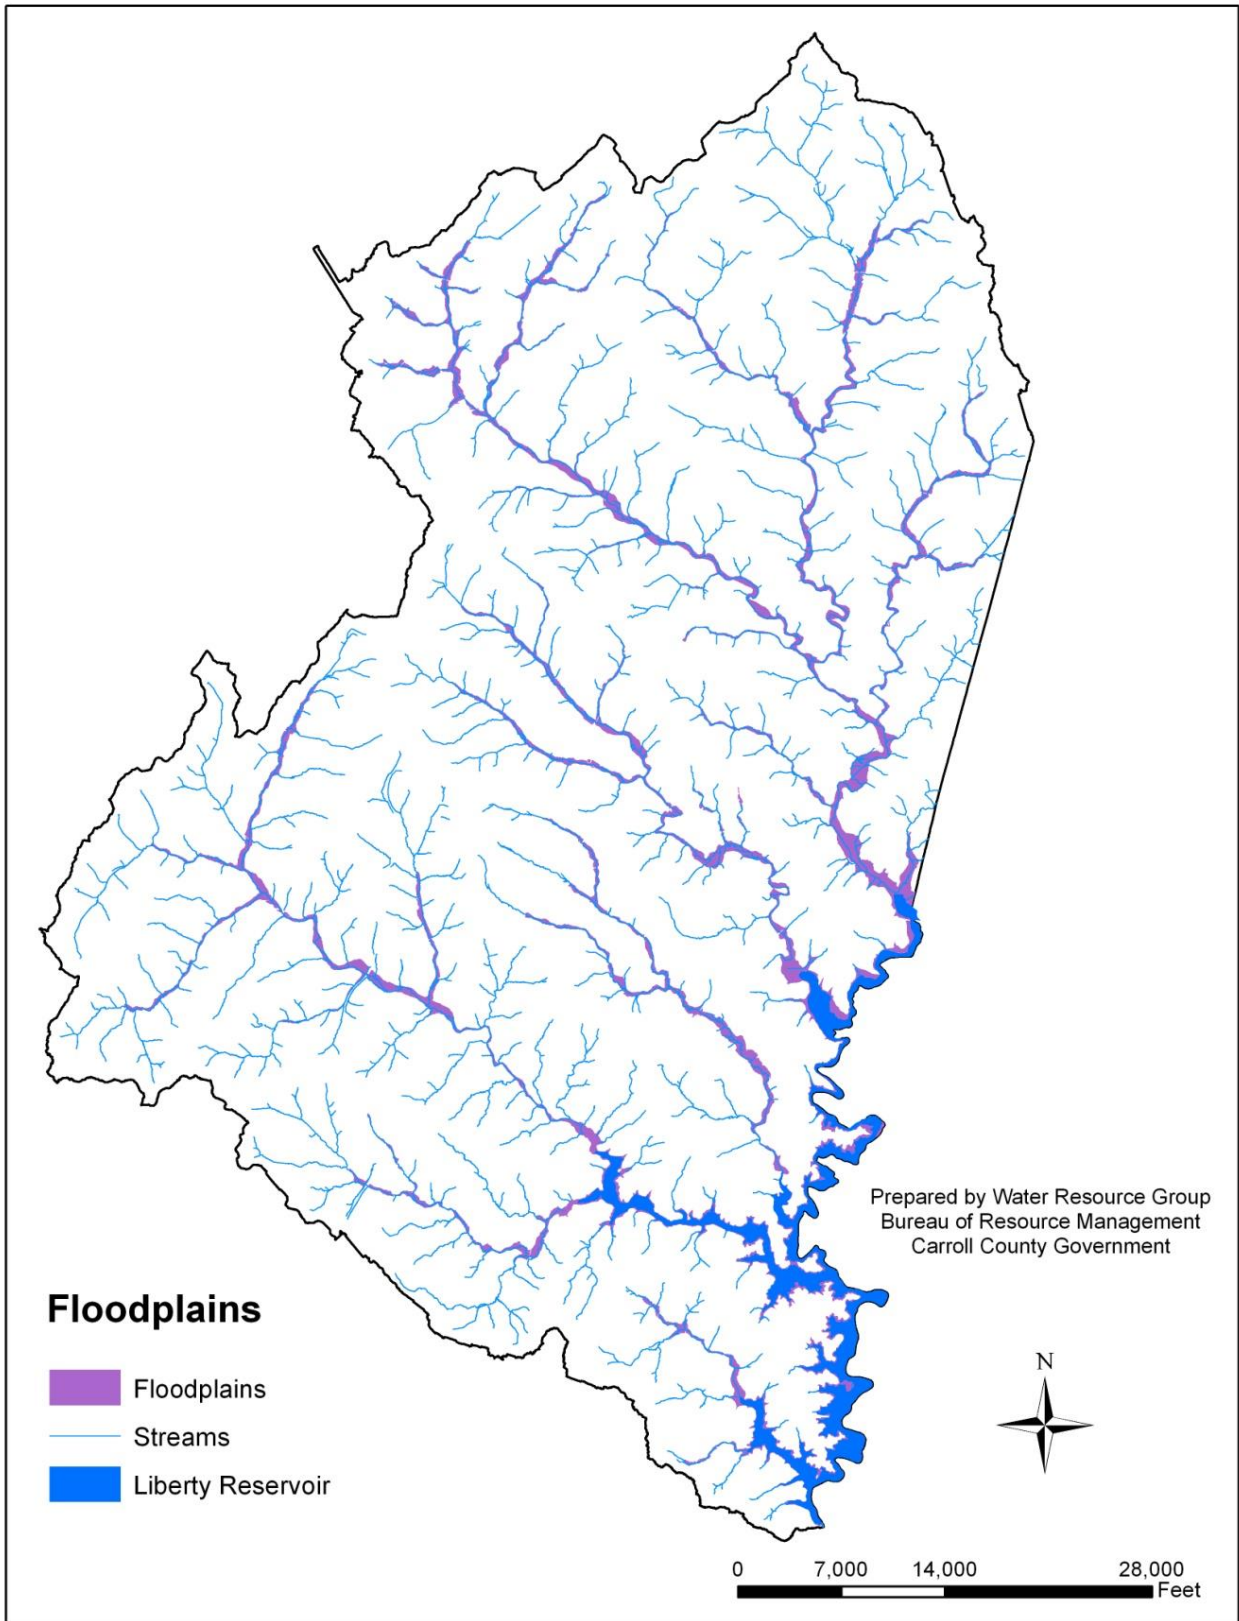 Prepared by Water Resource Group
Bureau of Resource Management
Carroll County Government
Floodplains
Floodplains
Streams
Liberty Reservoir
N
0 7,000 14,000 28,000
Feet